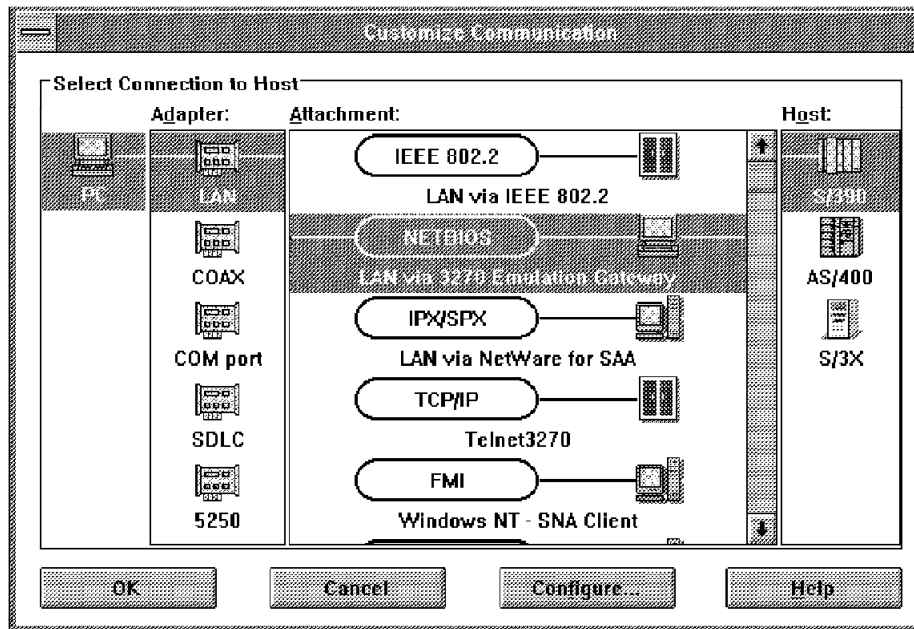 Customize Communication
Select Connection to Host
Adapter:
Attachment:
Host:
PC
LAN
COAX
COM port
SDLC
5250
IEEE 802.2
LAN via IEEE 802.2
NETBIOS
LAN via 3270 Emulation Gateway
IPX/SPX
LAN via NetWare for SAA
TCP/IP
Telnet3270
FMI
Windows NT - SNA Client
S/390
AS/400
S/3X
OK
Cancel
Configure...
Help